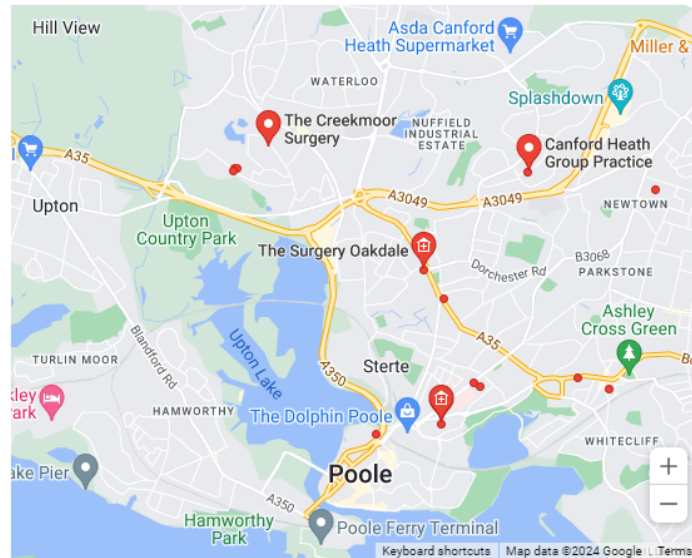 Hill View
Asda Canford
Heath Supermarket
Miller &
WATERLOO
Splashdown
The Creekmoor
Surgery
NUFFIELD
INDUSTRIAL
ESTATE
Canford Heath
Group Practice
A35
A3049
A3049
Upton
Upton
Country Park
NEWTOWN
The Surgery Oakdale
B3068
Dorchester Rd
PARKSTONE
Ashley
Cross Green
Blandford Rd
Upton Lake
A35
TURLIN MOOR
A350
Sterte
Park
HAMWORTHY
The Dolphin Poole
WHITECLIFF
Poole
Pier
A350
Hamworthy
Park
Poole Ferry Terminal
+
−
Keyboard shortcuts
Map data ©2024 Google
Terms